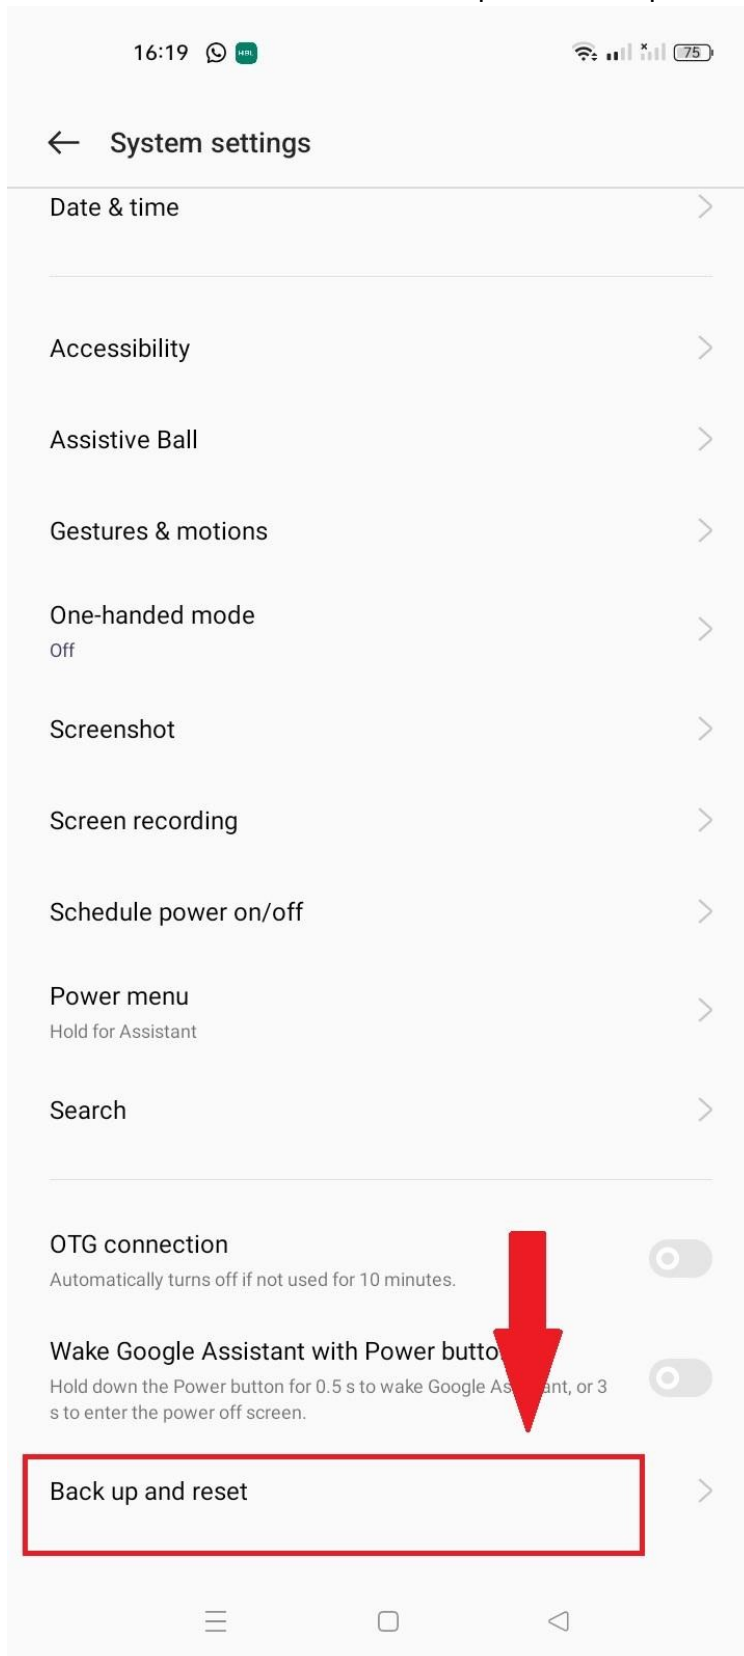 16:19 HBL 75
System settings
Date & time
Accessibility
Assistive Ball
Gestures & motions
One-handed mode
Off
Screenshot
Screen recording
Schedule power on/off
Power menu
Hold for Assistant
Search
OTG connection
Automatically turns off if not used for 10 minutes.
Wake Google Assistant with Power butto
Hold down the Power button for 0.5 s to wake Google As ant, or 3
s to enter the power off screen.
Back up and reset